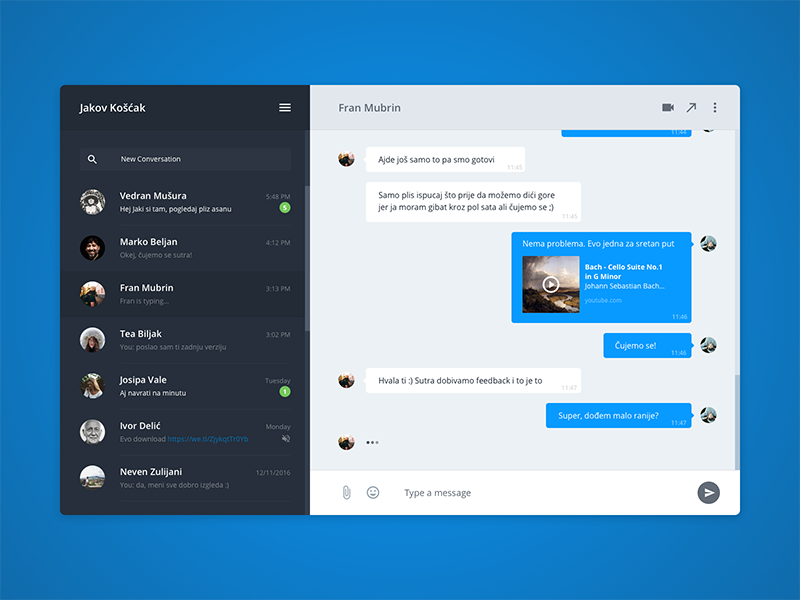 Jakov Košćak
New Conversation
Vedran Mušura
5:48 PM
Hej Jaki si tam, pogledaj pliz asanu
5
Marko Beljan
4:12 PM
Okej, čujemo se sutra!
Fran Mubrin
3:13 PM
Fran is typing...
Tea Biljak
3:02 PM
You: poslao sam ti zadnju verziju
Josipa Vale
Tuesday
Aj navrati na minutu
1
Ivor Delić
Monday
Evo download https://we.tl/ZjykqtTr0Yb
Neven Zulijani
12/11/2016
You: da, meni sve dobro izgleda :)
Fran Mubrin
11:44
Ajde još samo to pa smo gotovi
11:45
Samo plis ispucaj što prije da možemo dići gore
jer ja moram gibat kroz pol sata ali čujemo se ;)
11:45
Nema problema. Evo jedna za sretan put
Bach - Cello Suite No.1
in G Minor
Johann Sebastian Bach...
youtube.com
11:46
Čujemo se!
11:46
Hvala ti :) Sutra dobivamo feedback i to je to
11:47
Super, dođem malo ranije?
11:47
Type a message